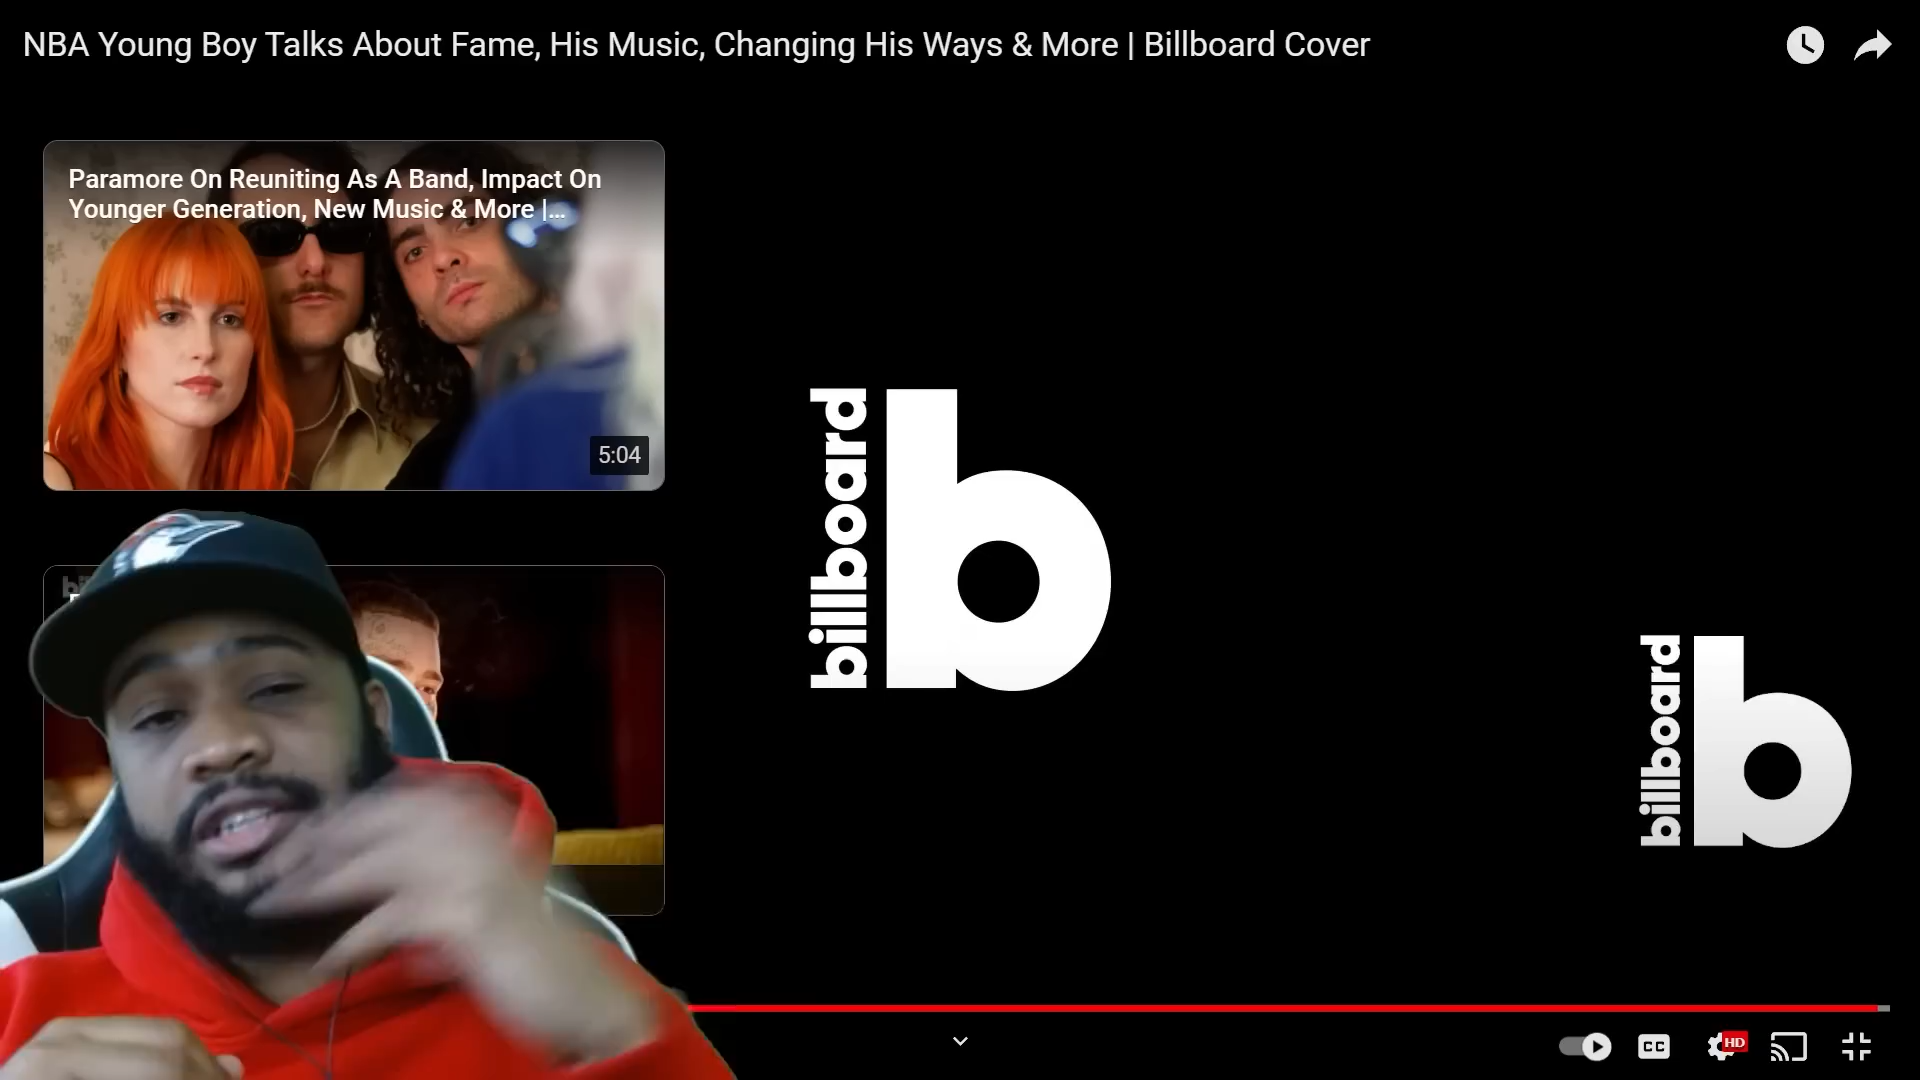 NBA Young Boy Talks About Fame, His Music, Changing His Ways & More | Billboard Cover
Paramore On Reuniting As A Band, Impact On
Younger Generation, New Music & More |...
5:04
billboard
b
billboard
b
CC
HD